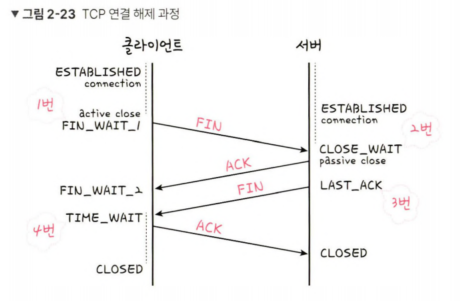 ▼ 그림 2-23 TCP 연결 해제 과정
클라이언트
서버
ESTABLISHED
connection
1번
active close
FIN_WAIT_1
FIN
ESTABLISHED
connection
2번
CLOSE_WAIT
passive close
ACK
FIN_WAIT_2
FIN
LAST_ACK
3번
TIME_WAIT
4번
ACK
CLOSED
CLOSED